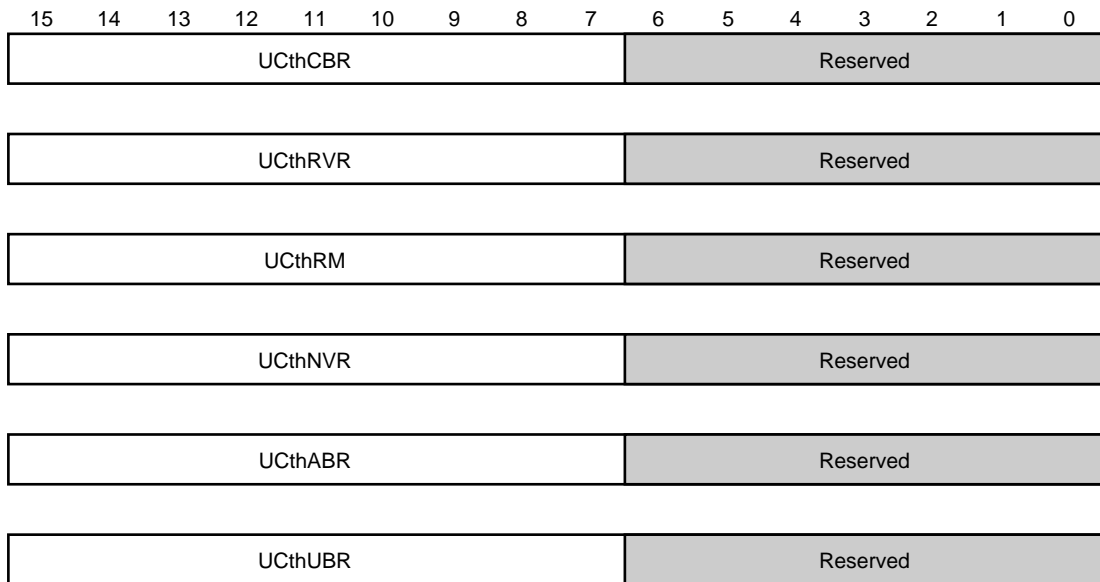 15 14 13 12 11 10 9 8 7 6 5 4 3 2 1 0
UCthCBR Reserved
UCthRVR Reserved
UCthRM Reserved
UCthNVR Reserved
UCthABR Reserved
UCthUBR Reserved